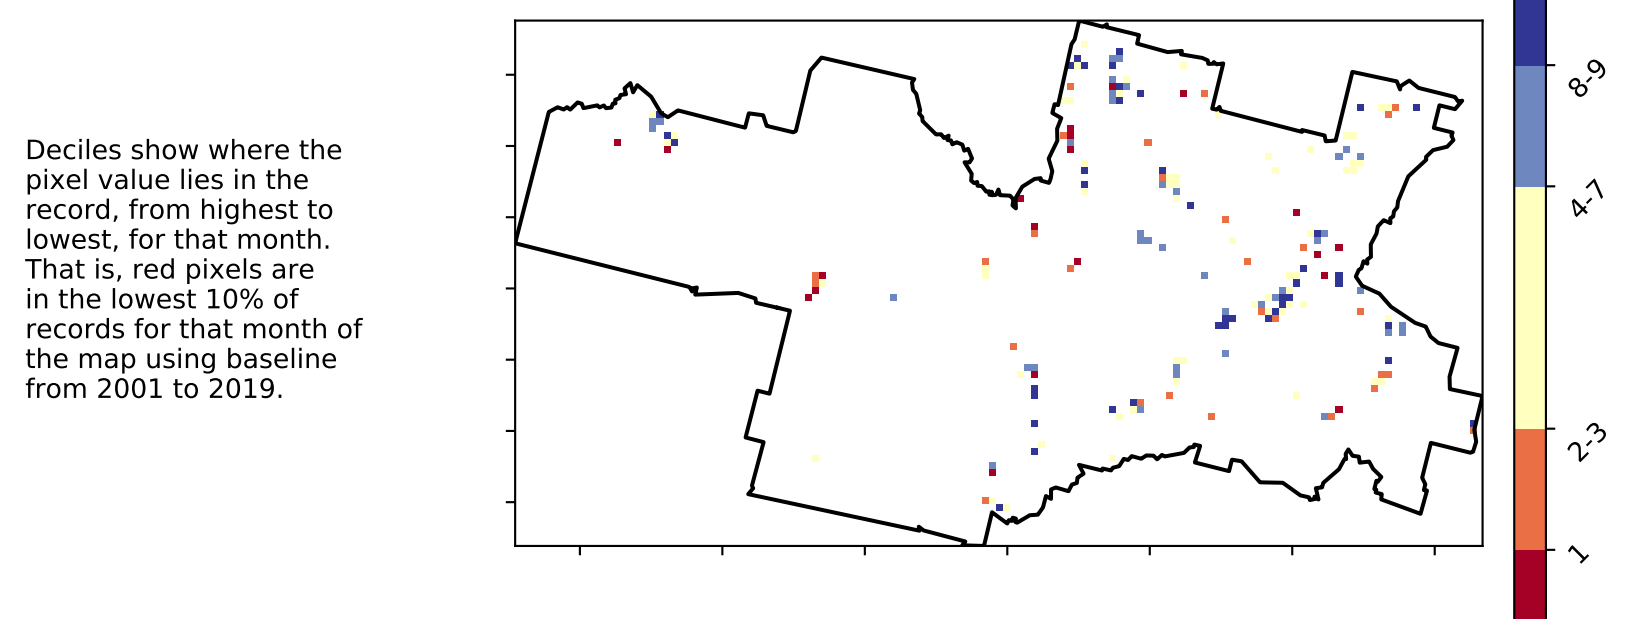 Deciles show where the
pixel value lies in the
record, from highest to
lowest, for that month.
That is, red pixels are
in the lowest 10% of
records for that month of
the map using baseline
from 2001 to 2019.
8-9
4-7
2-3
1